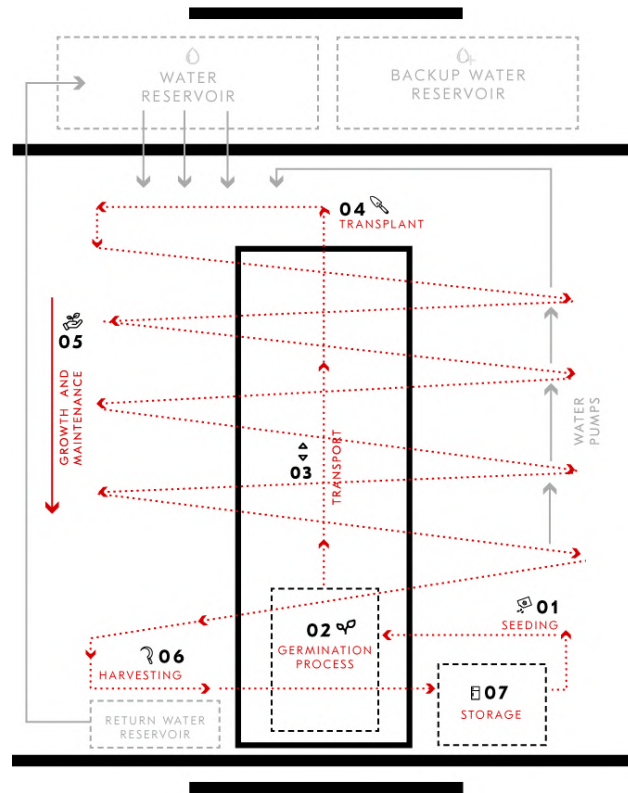 WATER
RESERVOIR
BACKUP WATER
RESERVOIR
04
TRANSPLANT
05
GROWTH AND
MAINTENANCE
03
TRANSPORT
WATER
PUMPS
02
GERMINATION
PROCESS
01
SEEDING
06
HARVESTING
07
STORAGE
RETURN WATER
RESERVOIR